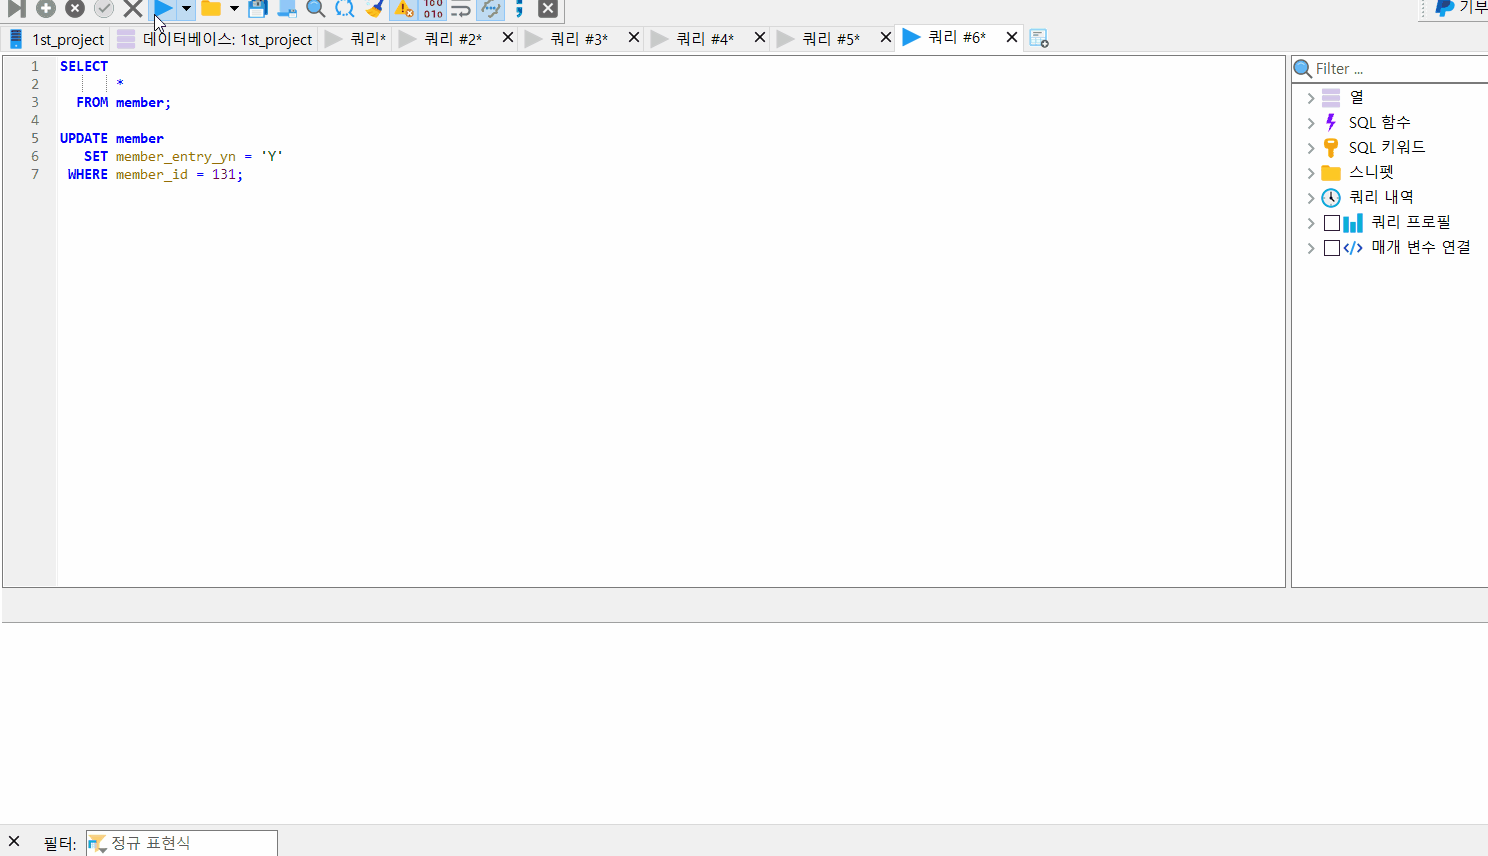 기부
1st_project 데이터베이스: 1st_project 쿼리* 쿼리 #2* 쿼리 #3* 쿼리 #4* 쿼리 #5* 쿼리 #6*
1 SELECT
2 *
3 FROM member;
4
5 UPDATE member
6 SET member_entry_yn = 'Y'
7 WHERE member_id = 131;
Filter ...
열
SQL 함수
SQL 키워드
스니펫
쿼리 내역
쿼리 프로필
매개 변수 연결
필터: 정규 표현식